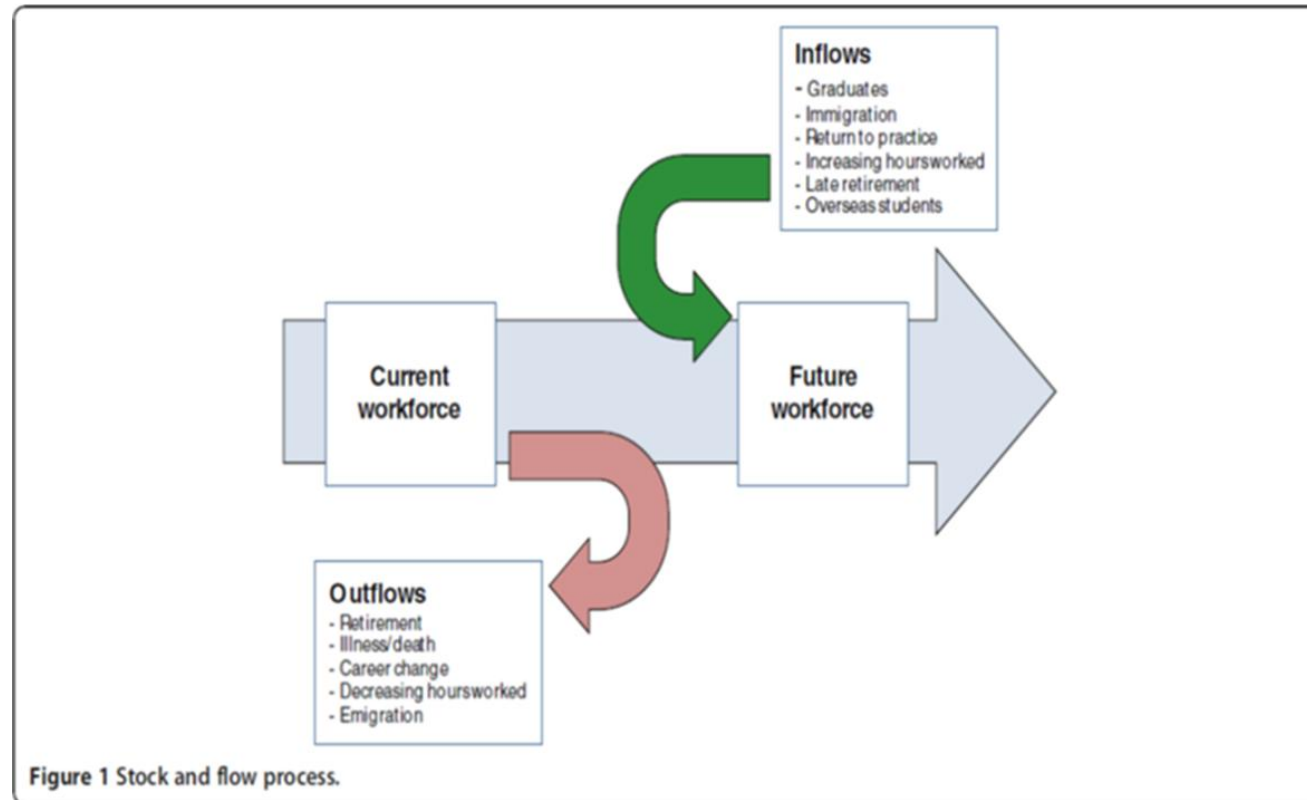 Inflows
- Graduates
- Immigration
- Return to practice
- Increasing hoursworked
- Late retirement
- Overseas students
Current
workforce
Future
workforce
Outflows
- Retirement
- Illness/death
- Career change
- Decreasing hoursworked
- Emigration
Figure 1 Stock and flow process.